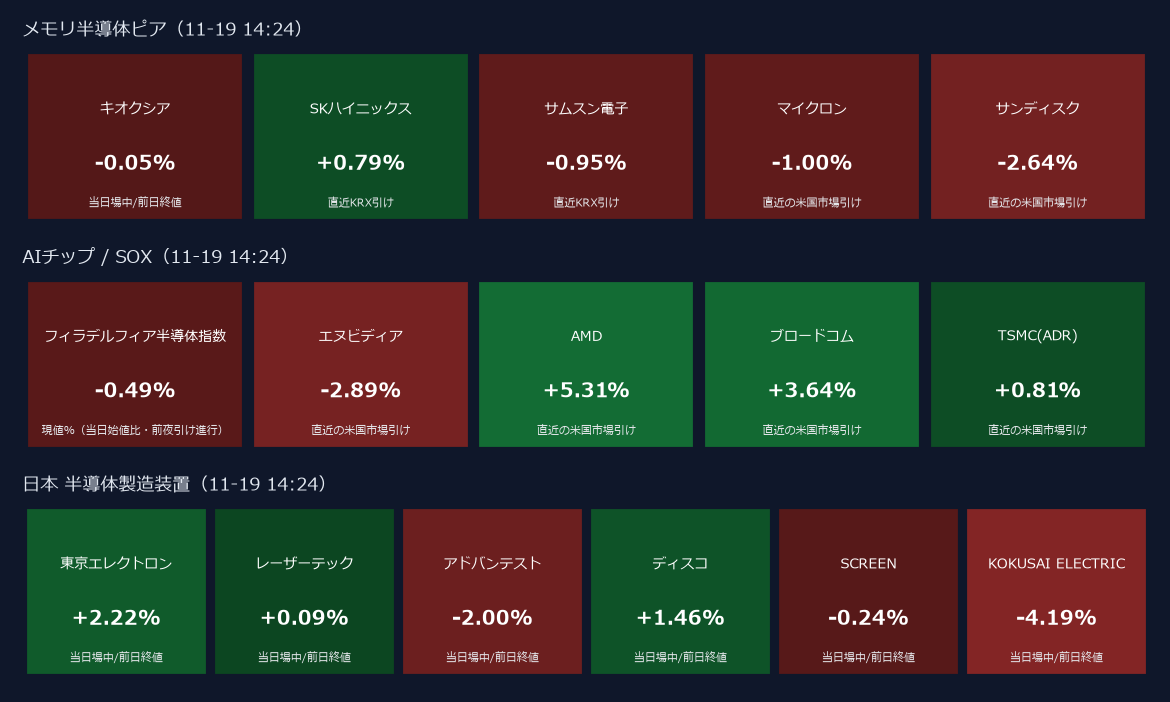 メモリ半導体ピア（11-19 14:24）
キオクシア
-0.05%
当日場中/前日終値
SKハイニックス
+0.79%
直近KRX引け
サムスン電子
-0.95%
直近KRX引け
マイクロン
-1.00%
直近の米国市場引け
サンディスク
-2.64%
直近の米国市場引け
AIチップ / SOX（11-19 14:24）
フィラデルフィア半導体指数
-0.49%
現値%（当日始値比・前夜引け進行）
エヌビディア
-2.89%
直近の米国市場引け
AMD
+5.31%
直近の米国市場引け
ブロードコム
+3.64%
直近の米国市場引け
TSMC(ADR)
+0.81%
直近の米国市場引け
日本 半導体製造装置（11-19 14:24）
東京エレクトロン
+2.22%
当日場中/前日終値
レーザーテック
+0.09%
当日場中/前日終値
アドバンテスト
-2.00%
当日場中/前日終値
ディスコ
+1.46%
当日場中/前日終値
SCREEN
-0.24%
当日場中/前日終値
KOKUSAI ELECTRIC
-4.19%
当日場中/前日終値